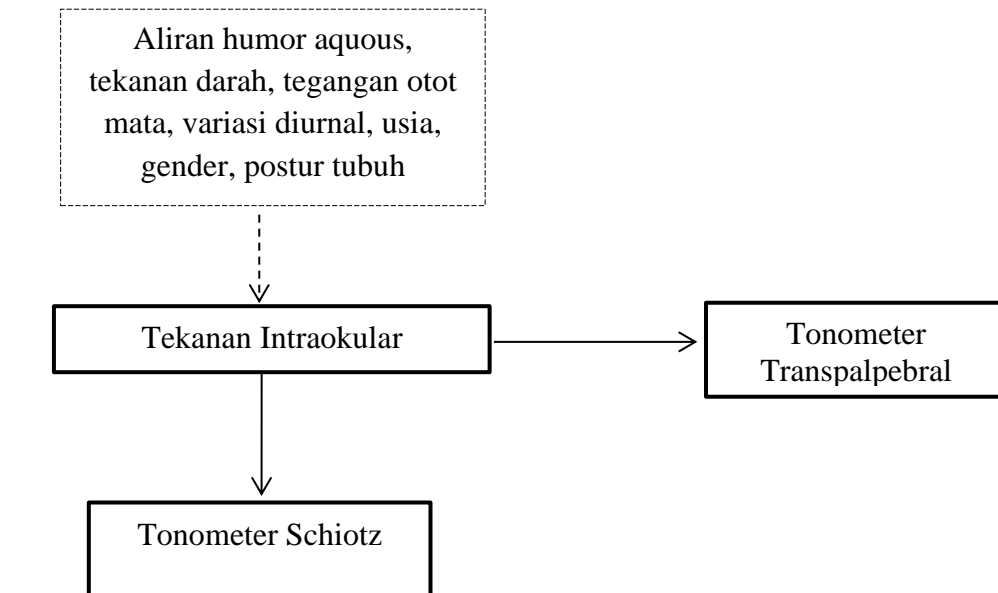 Aliran humor aquous,
tekanan darah, tegangan otot
mata, variasi diurnal, usia,
gender, postur tubuh
Tekanan Intraokular
Tonometer
Transpalpebral
Tonometer Schiotz